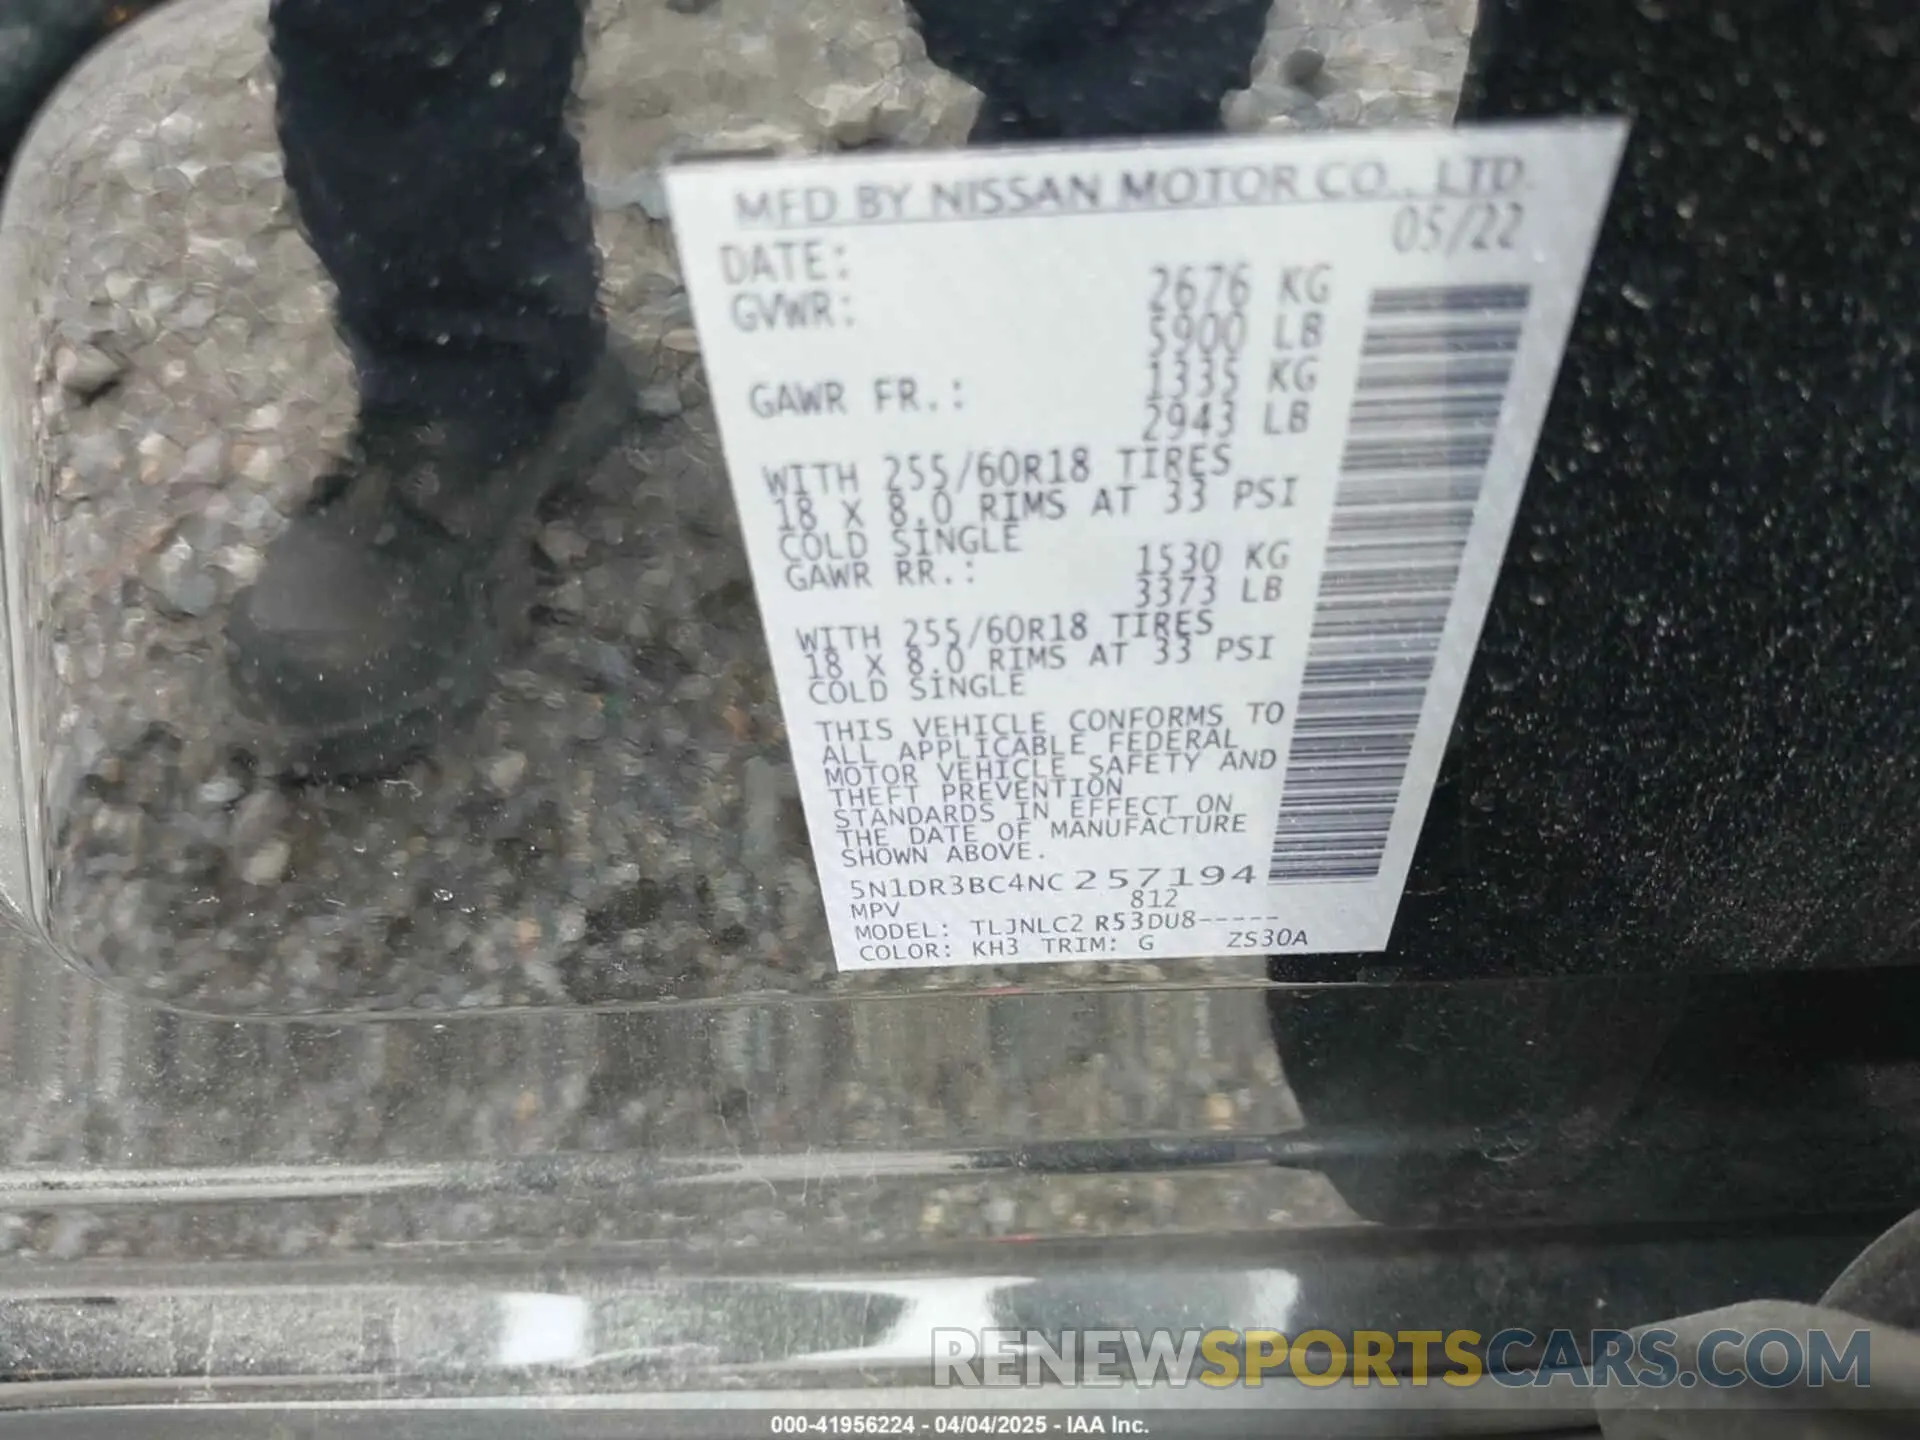 MFD BY NISSAN MOTOR CO., LTD.
DATE: 05/22
GVWR: 2676 KG
5900 LB
GAWR FR.: 1335 KG
2943 LB
WITH 255/60R18 TIRES
18 X 8.0 RIMS AT 33 PSI
COLD SINGLE
GAWR RR.: 1530 KG
3373 LB
WITH 255/60R18 TIRES
18 X 8.0 RIMS AT 33 PSI
COLD SINGLE
THIS VEHICLE CONFORMS TO
ALL APPLICABLE FEDERAL
MOTOR VEHICLE SAFETY AND
THEFT PREVENTION
STANDARDS IN EFFECT ON
THE DATE OF MANUFACTURE
SHOWN ABOVE.
5N1DR3BC4NC257194
MPV 812
MODEL: TLJNLC2 R53DU8-----
COLOR: KH3 TRIM: G ZS30A
RENEWSPORTSCARS.COM
000-41956224 - 04/04/2025 - IAA Inc.